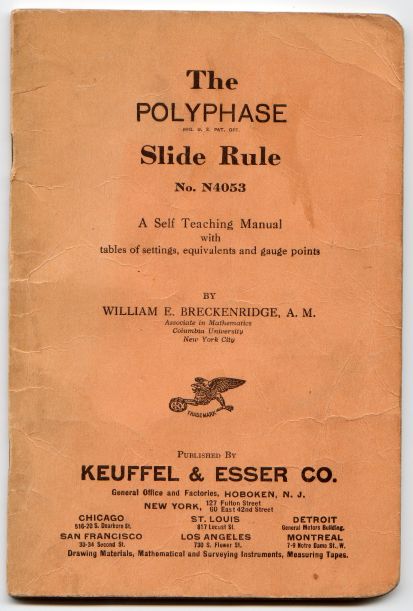 The
POLYPHASE
REG. U. S. PAT. OFF.
Slide Rule
No. N4053
A Self Teaching Manual
with
tables of settings, equivalents and gauge points
BY
WILLIAM E. BRECKENRIDGE, A. M.
Associate in Mathematics
Columbia University
New York City
TRADEMARK
PUBLISHED BY
KEUFFEL & ESSER CO.
General Office and Factories, HOBOKEN, N. J.
NEW YORK, 127 Fulton Street
60 East 42nd Street
CHICAGO ST. LOUIS DETROIT
516-20 S. Dearborn St. 817 Locust St. General Motors Building.
SAN FRANCISCO LOS ANGELES MONTREAL
30-34 Second St. 730 S. Flower St. 7-9 Notre Dame St., W.
Drawing Materials, Mathematical and Surveying Instruments, Measuring Tapes.